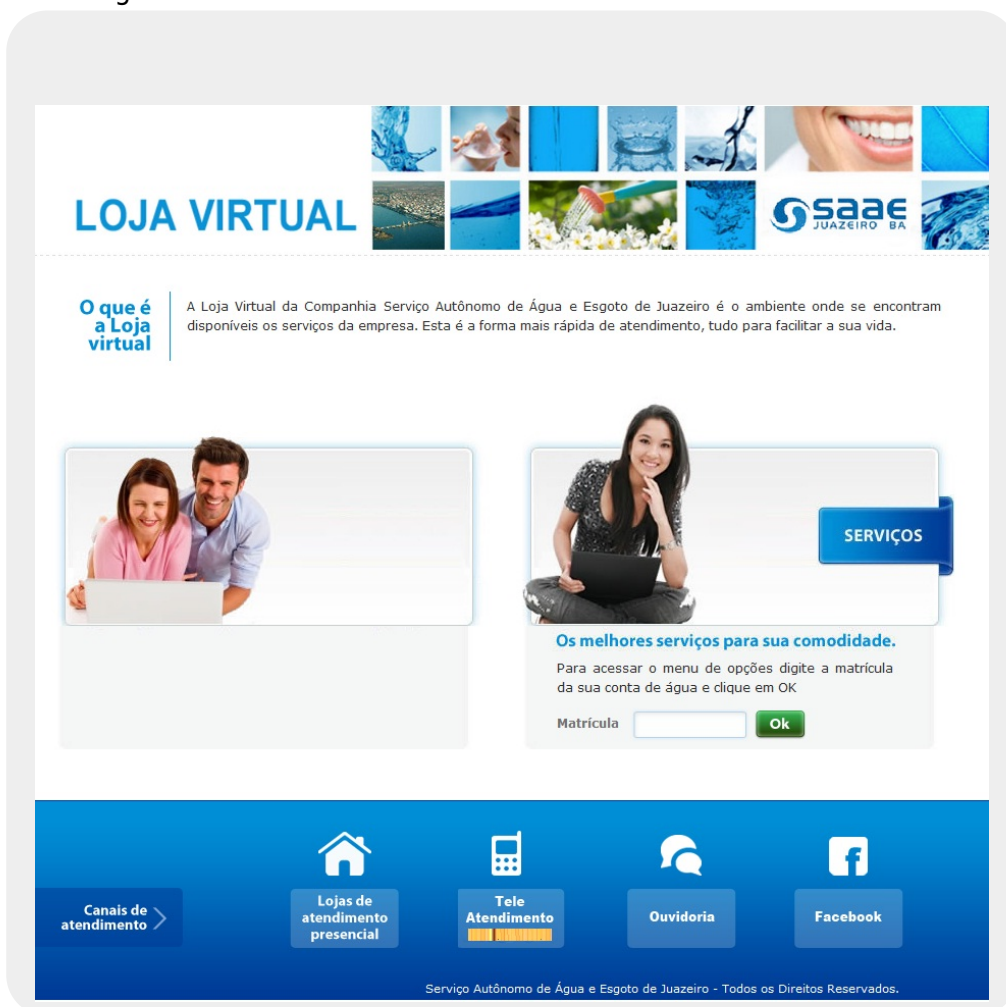 LOJA VIRTUAL
saae
JUAZEIRO BA
O que é
a Loja
virtual
A Loja Virtual da Companhia Serviço Autônomo de Água e Esgoto de Juazeiro é o ambiente onde se encontram
disponíveis os serviços da empresa. Esta é a forma mais rápida de atendimento, tudo para facilitar a sua vida.
SERVIÇOS
Os melhores serviços para sua comodidade.
Para acessar o menu de opções digite a matrícula
da sua conta de água e clique em OK
Matrícula
Ok
Canais de
atendimento
Lojas de
atendimento
presencial
Tele
Atendimento
Ouvidoria
Facebook
Serviço Autônomo de Água e Esgoto de Juazeiro - Todos os Direitos Reservados.